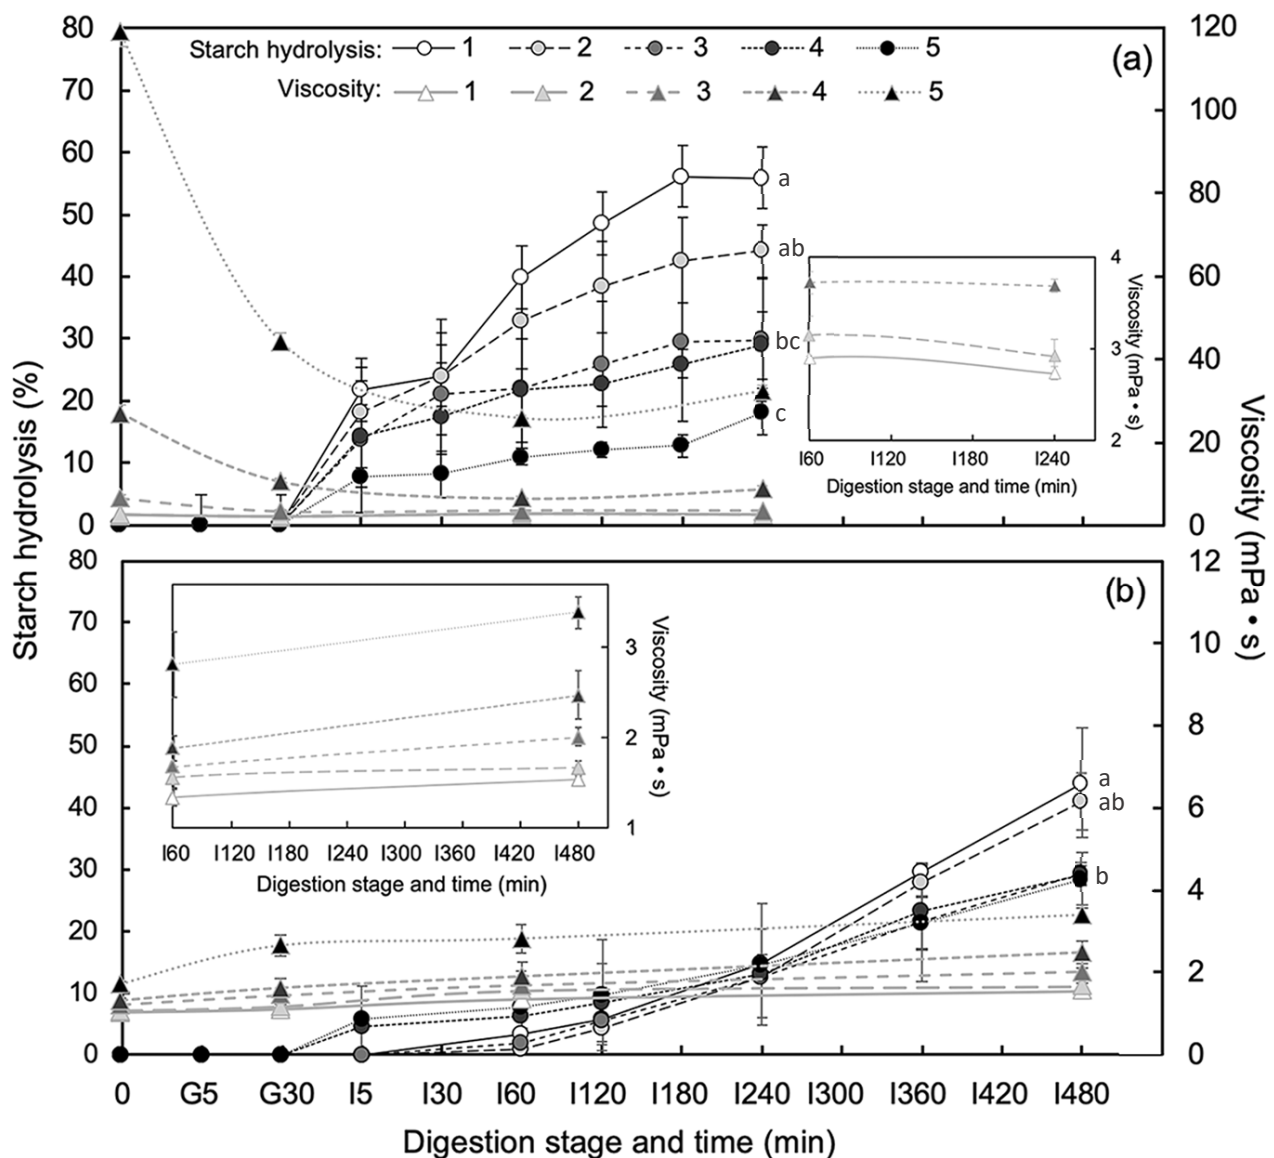 80
70
60
50
40
30
20
10
0
120
100
80
60
40
20
0
Starch hydrolysis: 1 2 3 4 5
Viscosity: 1 2 3 4 5
(a)
a
ab
bc
c
4
3
2
Viscosity (mPa • s)
I60 I120 I180 I240
Digestion stage and time (min)
Starch hydrolysis (%)
Viscosity (mPa • s)
80
70
60
50
40
30
20
10
0
12
10
8
6
4
2
0
(b)
3
2
1
Viscosity (mPa • s)
I60 I120 I180 I240 I300 I360 I420 I480
Digestion stage and time (min)
a
ab
b
0 G5 G30 I5 I30 I60 I120 I180 I240 I300 I360 I420 I480
Digestion stage and time (min)